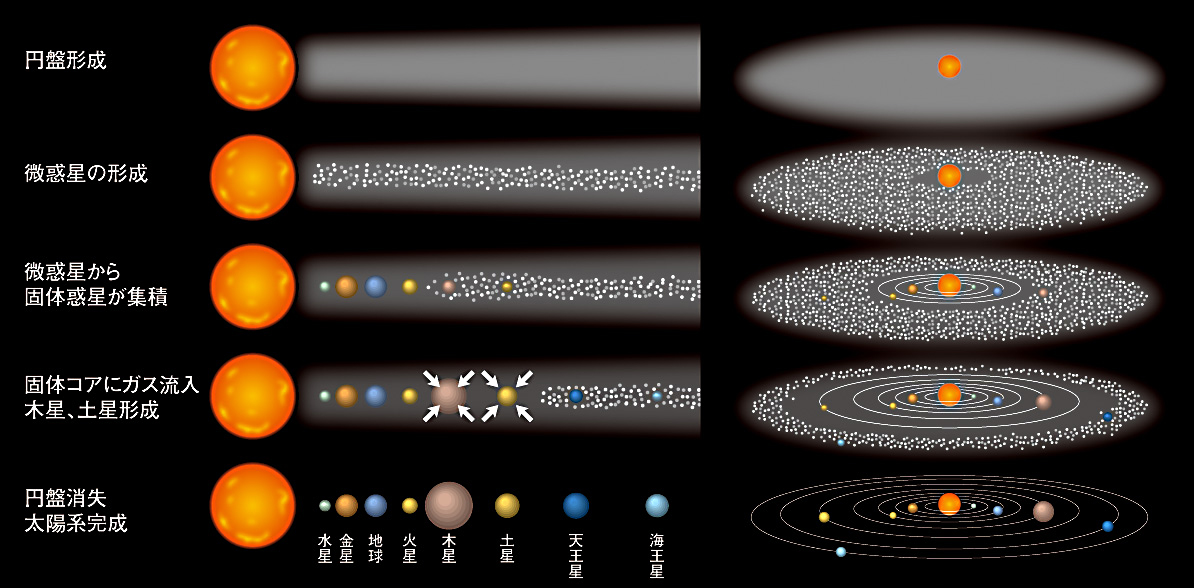 円盤形成
微惑星の形成
微惑星から
固体惑星が集積
固体コアにガス流入
木星、土星形成
円盤消失
太陽系完成
水星
金星
地球
火星
木星
土星
天王星
海王星